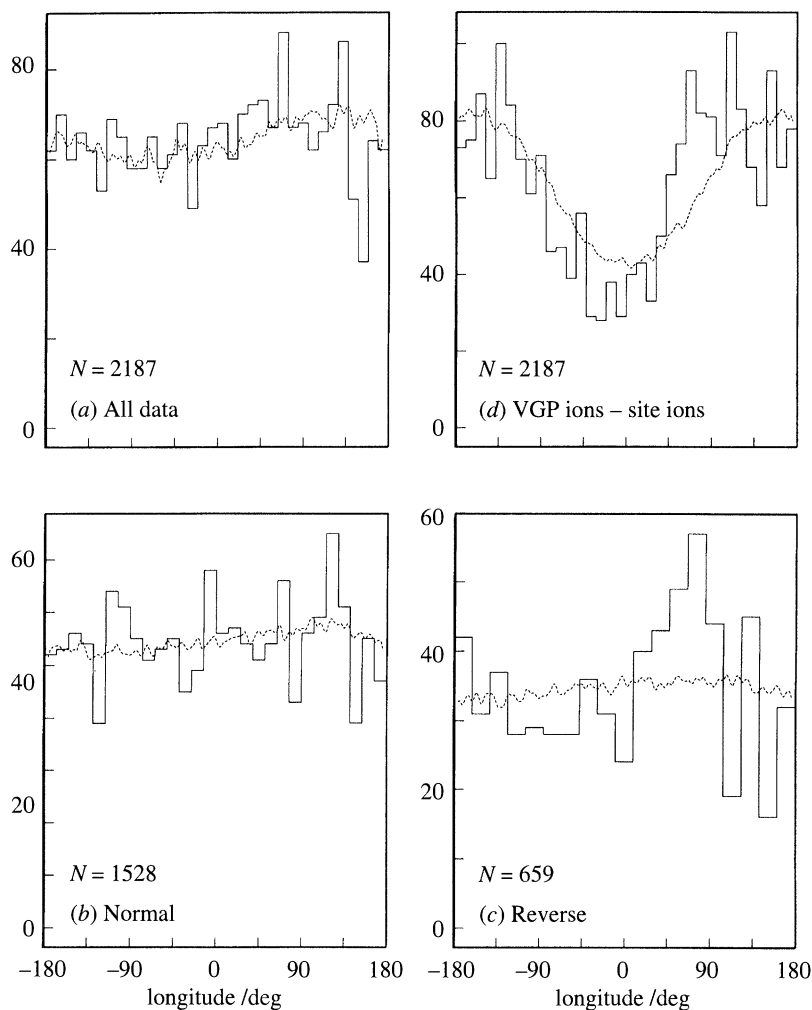 80
40
0
N = 2187
(a) All data
80
40
0
N = 2187
(d) VGP ions – site ions
60
40
20
0
N = 1528
(b) Normal
−180 −90 0 90 180
longitude /deg
60
40
20
0
N = 659
(c) Reverse
−180 −90 0 90 180
longitude /deg